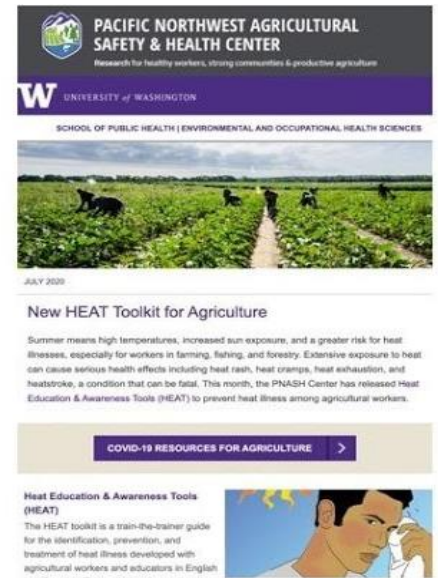 PACIFIC NORTHWEST AGRICULTURAL
SAFETY & HEALTH CENTER
Research for healthy workers, strong communities & productive agriculture
W UNIVERSITY of WASHINGTON
SCHOOL OF PUBLIC HEALTH | ENVIRONMENTAL AND OCCUPATIONAL HEALTH SCIENCES
JULY 2020
New HEAT Toolkit for Agriculture
Summer means high temperatures, increased sun exposure, and a greater risk for heat
illnesses, especially for workers in farming, fishing, and forestry. Extensive exposure to heat
can cause serious health effects including heat rash, heat cramps, heat exhaustion, and
heatstroke, a condition that can be fatal. This month, the PNASH Center has released Heat
Education & Awareness Tools (HEAT) to prevent heat illness among agricultural workers.
COVID-19 RESOURCES FOR AGRICULTURE >
Heat Education & Awareness Tools
(HEAT)
The HEAT toolkit is a train-the-trainer guide
for the identification, prevention, and
treatment of heat illness developed with
agricultural workers and educators in English